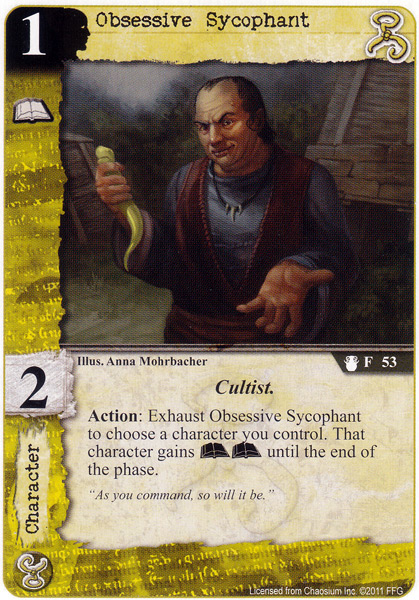 1
Obsessive Sycophant
Illus. Anna Mohrbacher
F 53
2
Cultist.
Action: Exhaust Obsessive Sycophant
to choose a character you control. That
character gains until the end of
the phase.
“As you command, so will it be.”
Character
Licensed from Chaosium Inc. ©2011 FFG